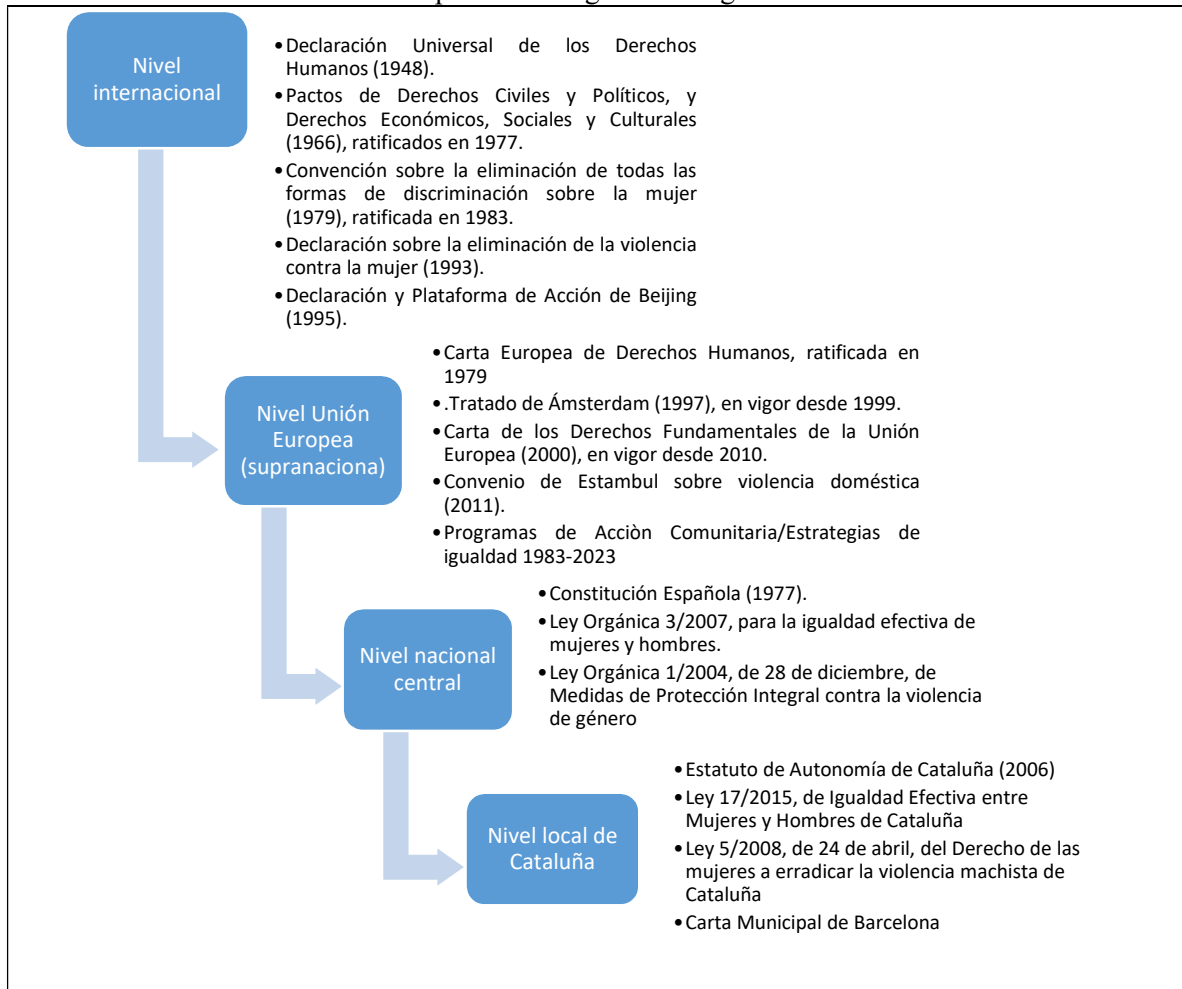 Nivel
internacional
•Declaración Universal de los Derechos
Humanos (1948).
•Pactos de Derechos Civiles y Políticos, y
Derechos Económicos, Sociales y Culturales
(1966), ratificados en 1977.
•Convención sobre la eliminación de todas las
formas de discriminación sobre la mujer
(1979), ratificada en 1983.
•Declaración sobre la eliminación de la violencia
contra la mujer (1993).
•Declaración y Plataforma de Acción de Beijing
(1995).
Nivel Unión
Europea
(supranaciona)
•Carta Europea de Derechos Humanos, ratificada en
1979
•.Tratado de Ámsterdam (1997), en vigor desde 1999.
•Carta de los Derechos Fundamentales de la Unión
Europea (2000), en vigor desde 2010.
•Convenio de Estambul sobre violencia doméstica
(2011).
•Programas de Acciòn Comunitaria/Estrategias de
igualdad 1983-2023
Nivel nacional
central
•Constitución Española (1977).
•Ley Orgánica 3/2007, para la igualdad efectiva de
mujeres y hombres.
•Ley Orgánica 1/2004, de 28 de diciembre, de
Medidas de Protección Integral contra la violencia
de género
Nivel local de
Cataluña
•Estatuto de Autonomía de Cataluña (2006)
•Ley 17/2015, de Igualdad Efectiva entre
Mujeres y Hombres de Cataluña
•Ley 5/2008, de 24 de abril, del Derecho de las
mujeres a erradicar la violencia machista de
Cataluña
•Carta Municipal de Barcelona